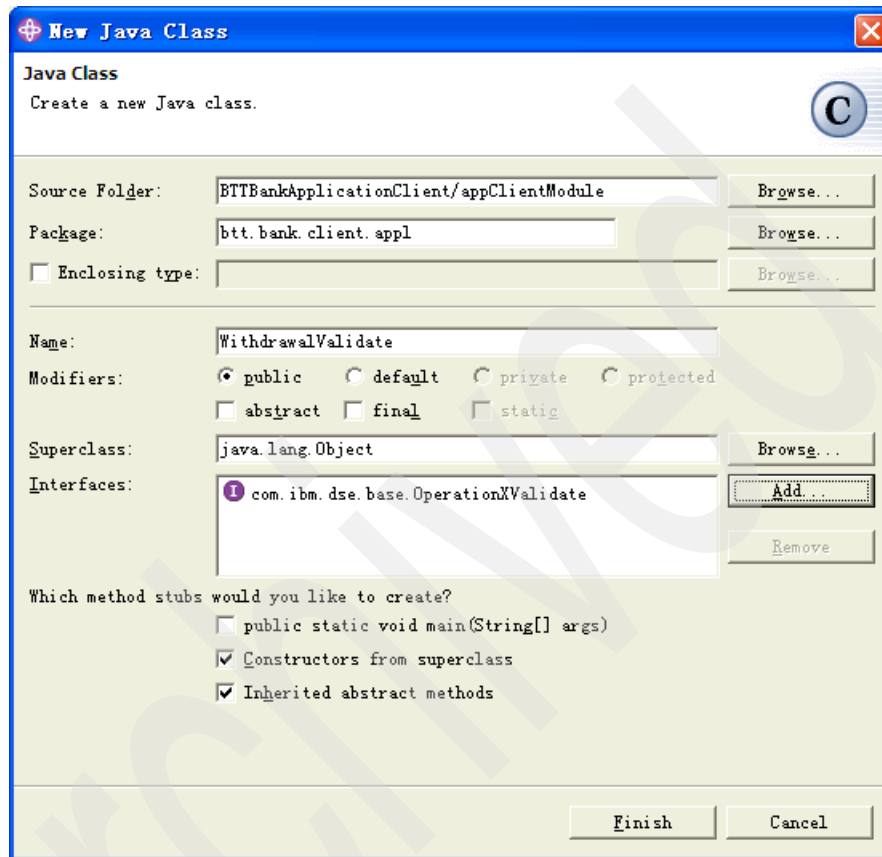 New Java Class
Java Class
Create a new Java class.
C
Source Folder: BTTBankApplicationClient/appClientModule Browse...
Package: btt.bank.client.appl Browse...
Enclosing type: Browse...
Name: WithdrawalValidate
Modifiers: public default private protected
abstract final static
Superclass: java.lang.Object Browse...
Interfaces: I com.ibm.dse.base.OperationXValidate Add...
Remove
Which method stubs would you like to create?
public static void main(String[] args)
Constructors from superclass
Inherited abstract methods
Finish Cancel
rchived